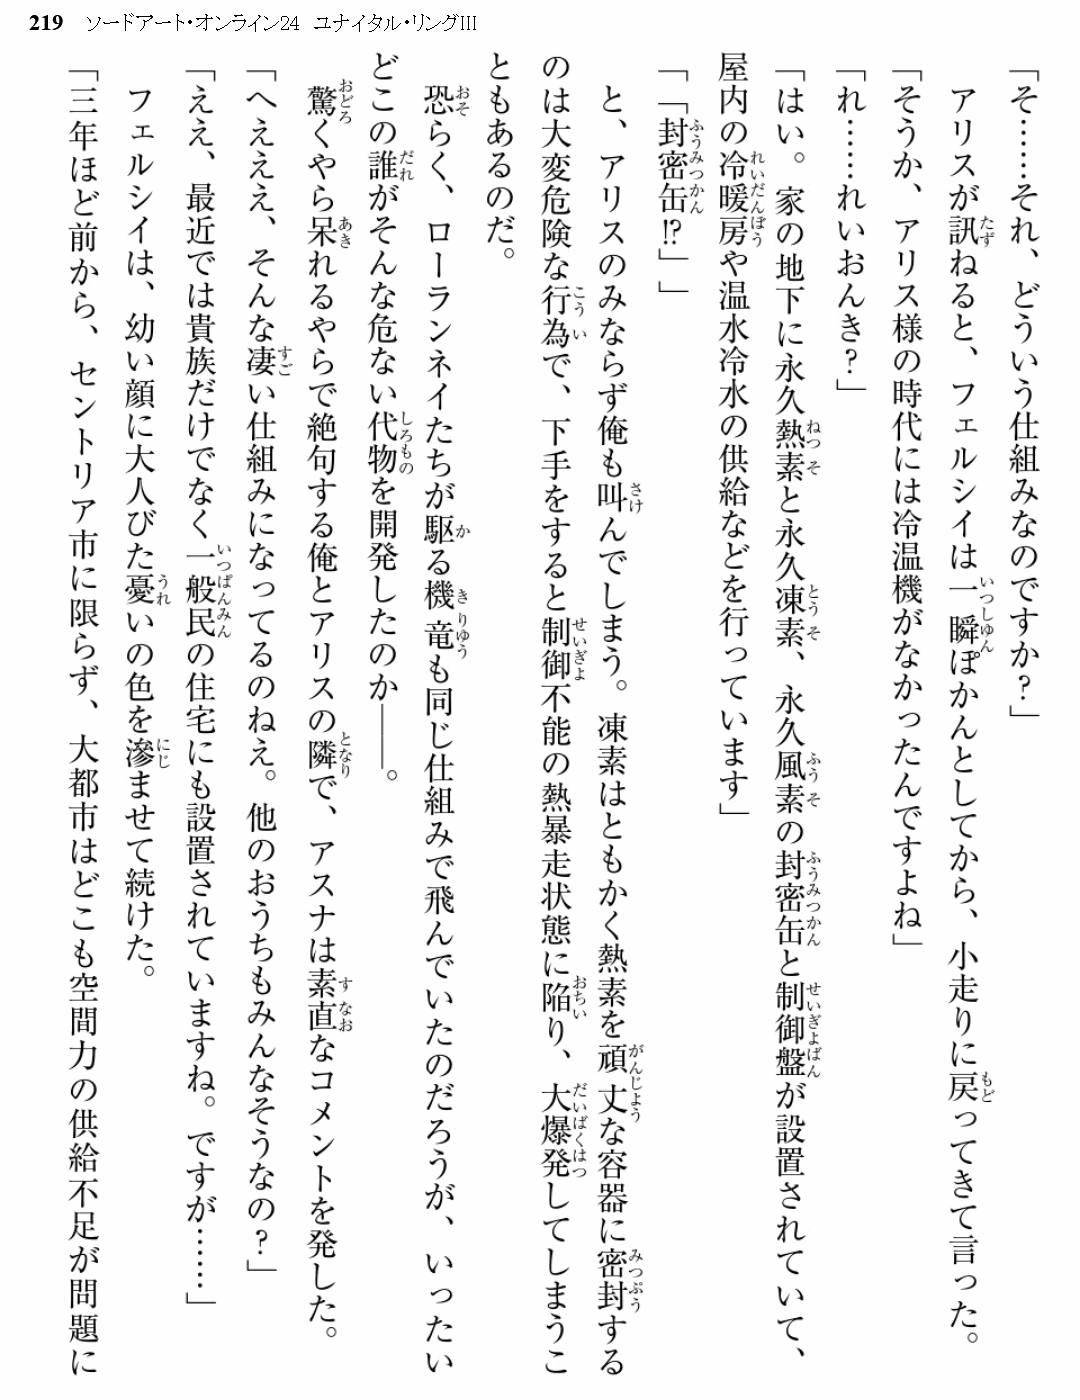 219 ソードアート・オンライン24 ユナイタル・リングIII
「そ……それ、どういう仕組みなのですか？」
アリスが訊ねると、フェルシイは一瞬ぽかんとしてから、小走りに戻ってきて言った。
「そうか、アリス様の時代には冷温機がなかったんですよね」
「れ……れいおんき？」
「はい。家の地下に永久熱素と永久凍素、永久風素の封密缶と制御盤が設置されていて、
屋内の冷暖房や温水冷水の供給などを行っています」
「「封密缶!?」」
と、アリスのみならず俺も叫んでしまう。凍素はともかく熱素を頑丈な容器に密封する
のは大変危険な行為で、下手をすると制御不能の熱暴走状態に陥り、大爆発してしまうこ
ともあるのだ。
恐らく、ローランネイたちが駆る機竜も同じ仕組みで飛んでいたのだろうが、いったい
どこの誰がそんな危ない代物を開発したのか――。
驚くやら呆れるやらで絶句する俺とアリスの隣で、アスナは素直なコメントを発した。
「へえええ、そんな凄い仕組みになってるのねえ。他のおうちもみんなそうなの？」
「ええ、最近では貴族だけでなく一般民の住宅にも設置されていますね。ですが……」
フェルシイは、幼い顔に大人びた憂いの色を滲ませて続けた。
「三年ほど前から、セントリア市に限らず、大都市はどこも空間力の供給不足が問題に